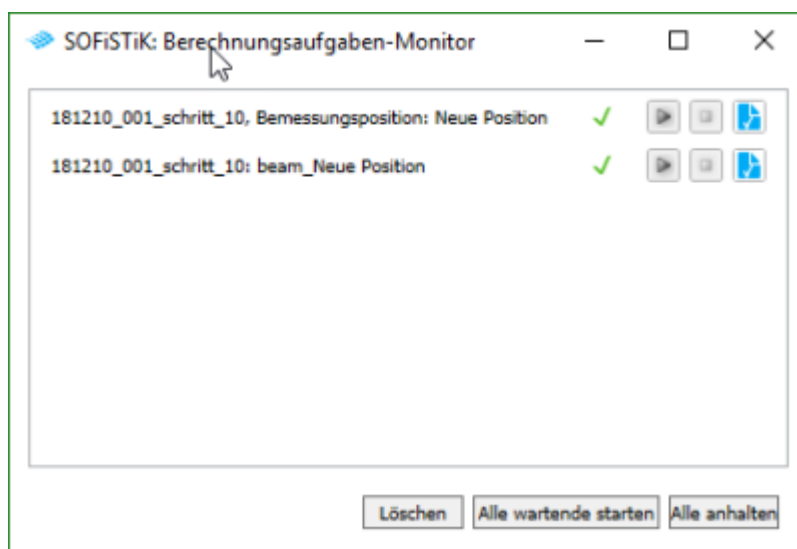 SOFiSTiK: Berechnungsaufgaben-Monitor
181210_001_schritt_10, Bemessungsposition: Neue Position
181210_001_schritt_10: beam_Neue Position
Löschen Alle wartende starten Alle anhalten